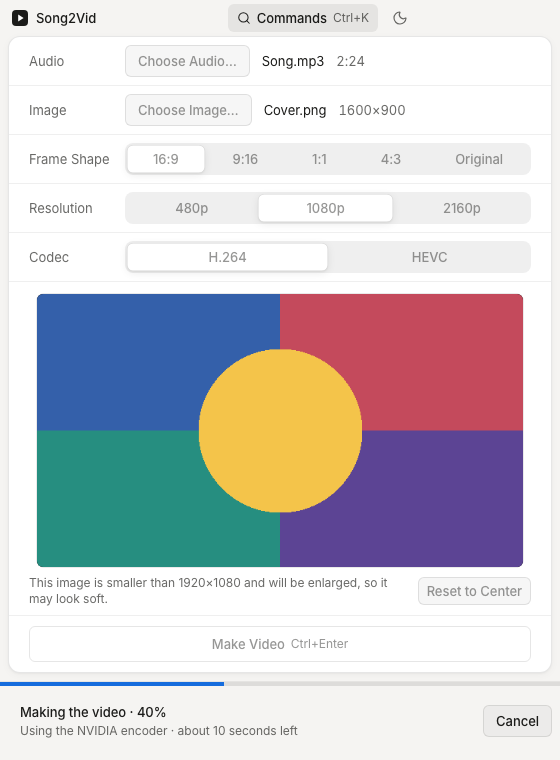 Song2Vid
Commands Ctrl+K
Audio Choose Audio... Song.mp3 2:24
Image Choose Image... Cover.png 1600×900
Frame Shape 16:9 9:16 1:1 4:3 Original
Resolution 480p 1080p 2160p
Codec H.264 HEVC
This image is smaller than 1920×1080 and will be enlarged, so it
may look soft.
Reset to Center
Make Video Ctrl+Enter
Making the video · 40%
Using the NVIDIA encoder · about 10 seconds left
Cancel